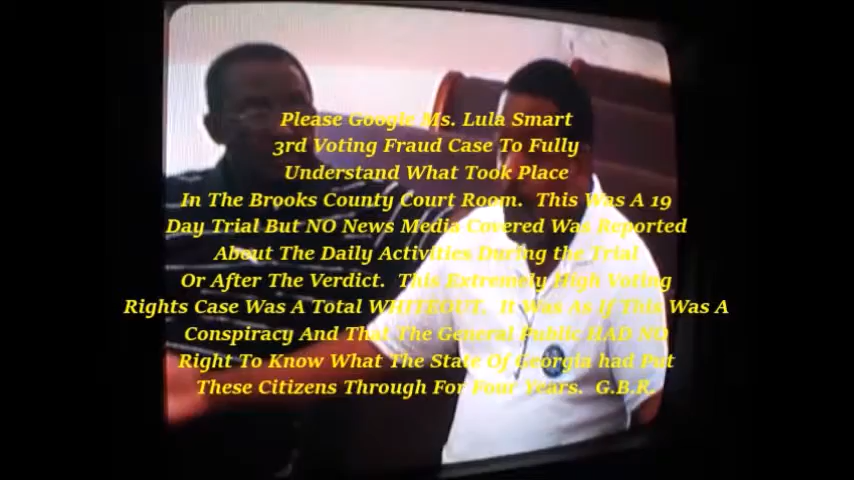 Please Google Ms. Lula Smart
3rd Voting Fraud Case To Fully
Understand What Took Place
In The Brooks County Court Room. This Was A 19
Day Trial But NO News Media Covered Was Reported
About The Daily Activities During the Trial
Or After The Verdict. This Extremely High Voting
Rights Case Was A Total WHITEOUT. It Was As if This Was A
Conspiracy And That The General Public HAD NO
Right To Know What The State Of Georgia had Put
These Citizens Through For Four Years. G.B.R.